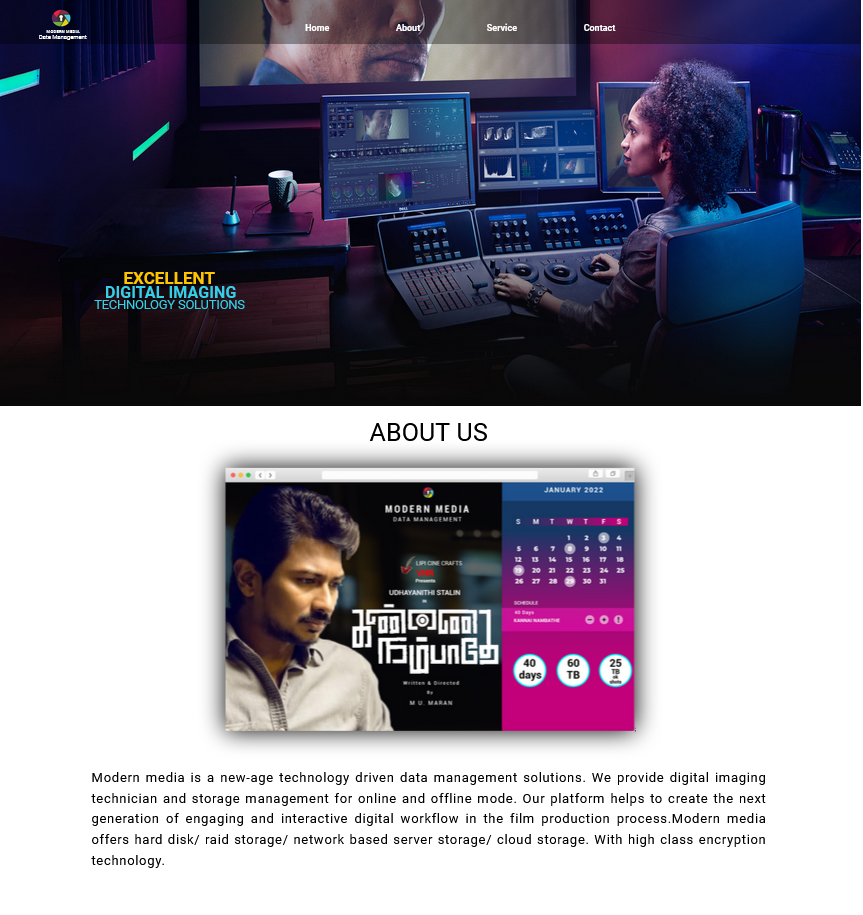 MODERN MEDIA
Data Management
Home About Service Contact
EXCELLENT
DIGITAL IMAGING
TECHNOLOGY SOLUTIONS
ABOUT US
MODERN MEDIA
DATA MANAGEMENT
LIPI CINE CRAFTS
Presents
UDHAYANITHI STALIN
in
கண்ணை
நம்பாதே
Written & Directed
By
MU. MARAN
JANUARY 2022
S M T W T F S
1 2 3 4
5 6 7 8 9 10 11
12 13 14 15 16 17 18
19 20 21 22 23 24 25
26 27 28 29 30 31
SCHEDULE
40 Days
KANNAI NAMBATHE
40
days
60
TB
25
TB
shots
Modern media is a new-age technology driven data management solutions. We provide digital imaging
technician and storage management for online and offline mode. Our platform helps to create the next
generation of engaging and interactive digital workflow in the film production process.Modern media
offers hard disk/ raid storage/ network based server storage/ cloud storage. With high class encryption
technology.